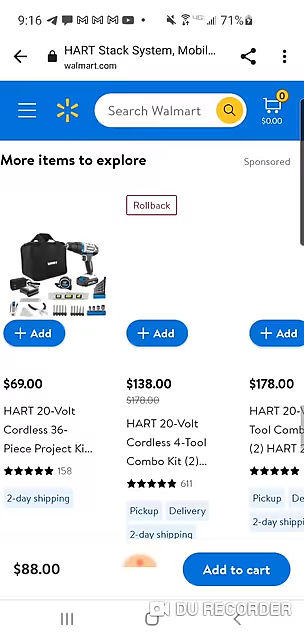 9:16
71%
HART Stack System, Mobil...
walmart.com
Search Walmart
0
$0.00
More items to explore
Sponsored
Rollback
+ Add
+ Add
+ Add
$69.00
$138.00
$178.00
$178.00
HART 20-Volt
Cordless 36-
Piece Project Ki...
HART 20-Volt
Cordless 4-Tool
Combo Kit (2)...
HART 20-V
Tool Comb
(2) HART 2
158
611
2-day shipping
Pickup
Delivery
2-day shipping
Pickup
De
2-day shippi
$88.00
Add to cart
DU RECORDER